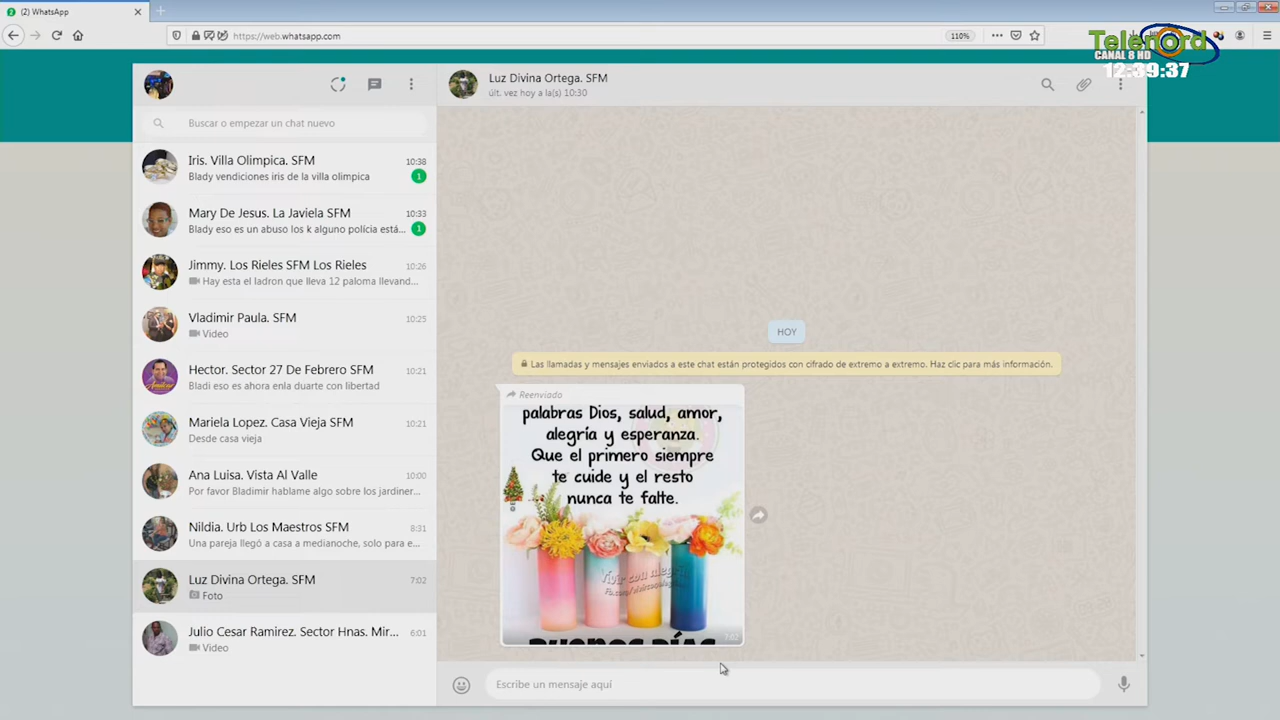 (2) WhatsApp
https://web.whatsapp.com
110%
Telenord
CANAL 8 HD
12:39:37
Buscar o empezar un chat nuevo
Iris. Villa Olimpica. SFM 10:38
Blady vendiciones iris de la villa olimpica 1
Mary De Jesus. La Javiela SFM 10:33
Blady eso es un abuso los k alguno polícia está... 1
Jimmy. Los Rieles SFM Los Rieles 10:26
Hay esta el ladron que lleva 12 paloma llevand...
Vladimir Paula. SFM 10:25
Video
Hector. Sector 27 De Febrero SFM 10:21
Bladi eso es ahora enla duarte con libertad
Mariela Lopez. Casa Vieja SFM 10:21
Desde casa vieja
Ana Luisa. Vista Al Valle 10:00
Por favor Bladimir hablame algo sobre los jardiner...
Nildia. Urb Los Maestros SFM 8:31
Una pareja llegó a casa a medianoche, solo para e...
Luz Divina Ortega. SFM 7:02
Foto
Julio Cesar Ramirez. Sector Hnas. Mir... 6:01
Video
Luz Divina Ortega. SFM
últ. vez hoy a la(s) 10:30
HOY
Las llamadas y mensajes enviados a este chat están protegidos con cifrado de extremo a extremo. Haz clic para más información.
Reenviado
palabras Dios, salud, amor,
alegría y esperanza.
Que el primero siempre
te cuide y el resto
nunca te falte.
Vivir con alegría
BUENOS DÍAS
7:02
Escribe un mensaje aquí